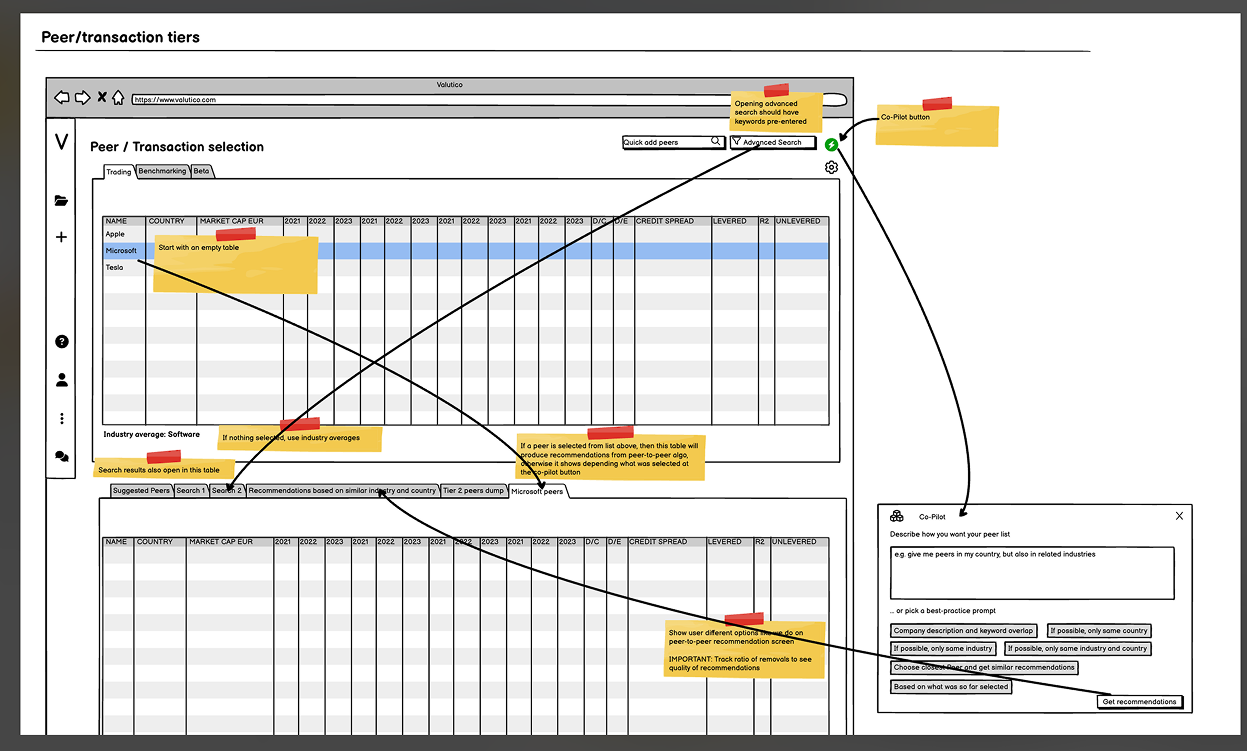 Peer/transaction tiers
Valutico
https://www.valutico.com
Opening advanced
search should have
keywords pre-entered
Co-Pilot button
V
Peer / Transaction selection
Quick add peers
Advanced Search
Trading
Benchmarking
Beta
NAME COUNTRY MARKET CAP EUR 2021 2022 2023 2021 2022 2023 2021 2022 2023 2021 2022 2023 D/C D/E CREDIT SPREAD LEVERED R2 UNLEVERED
Apple
Microsoft
Tesla
Start with an empty table
Industry average: Software
If nothing selected, use industry averages
If a peer is selected from list above, then this table will
produce recommendations from peer-to-peer algo,
otherwise it shows depending what was selected at
the co-pilot button
Search results also open in this table
Suggested Peers
Search 1
Search 2
Recommendations based on similar industry and country
Tier 2 peers dump
Microsoft peers
NAME COUNTRY MARKET CAP EUR 2021 2022 2023 2021 2022 2023 2021 2022 2023 2021 2022 2023 D/C D/E CREDIT SPREAD LEVERED R2 UNLEVERED
Show user different options like we do on
peer-to-peer recommendation screen
IMPORTANT: Track ratio of removals to see
quality of recommendations
Co-Pilot
X
Describe how you want your peer list
e.g. give me peers in my country, but also in related industries
... or pick a best-practice prompt
Company description and keyword overlap
If possible, only same country
If possible, only same industry
If possible, only same industry and country
Choose closest Peer and get similar recommendations
Based on what was so far selected
Get recommendations